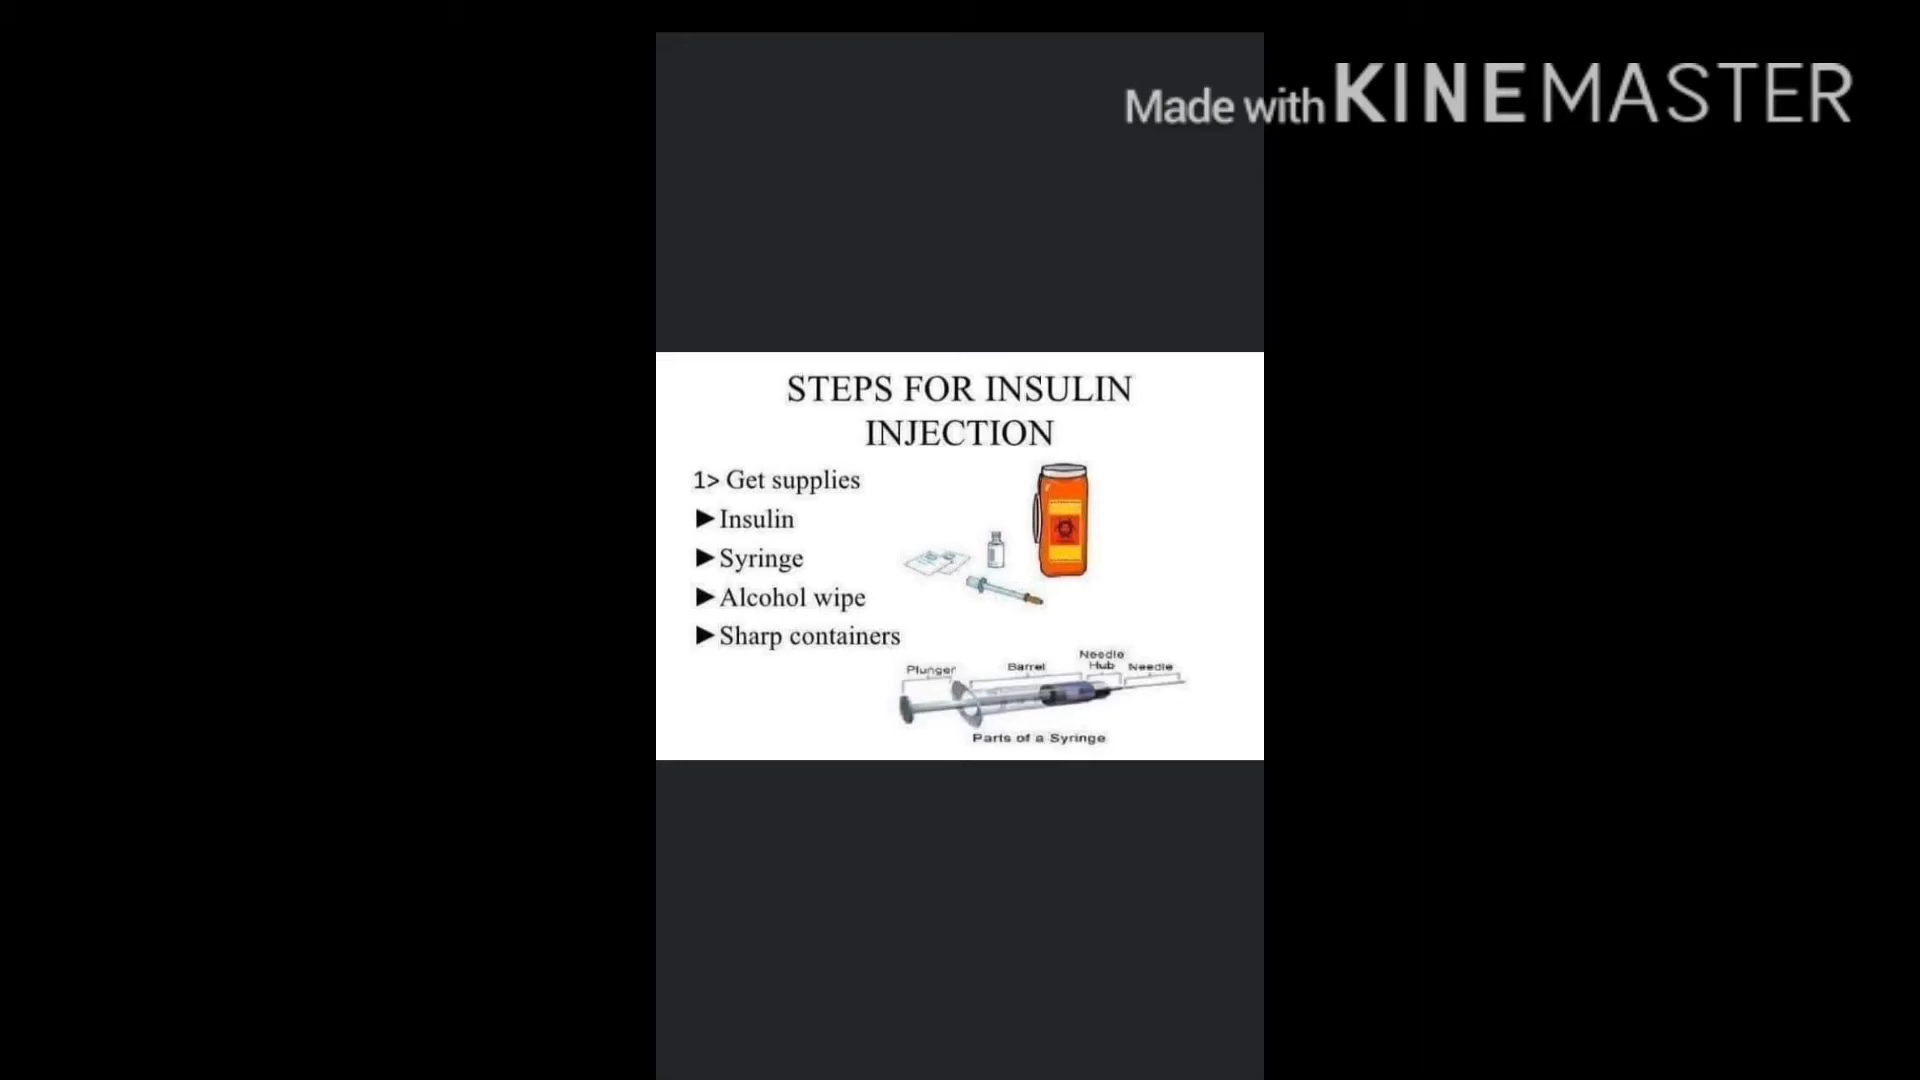 Made with KINEMASTER
STEPS FOR INSULIN
INJECTION
1> Get supplies
►Insulin
►Syringe
►Alcohol wipe
►Sharp containers
Plunger
Barrel
Needle
Hub
Needle
Parts of a Syringe